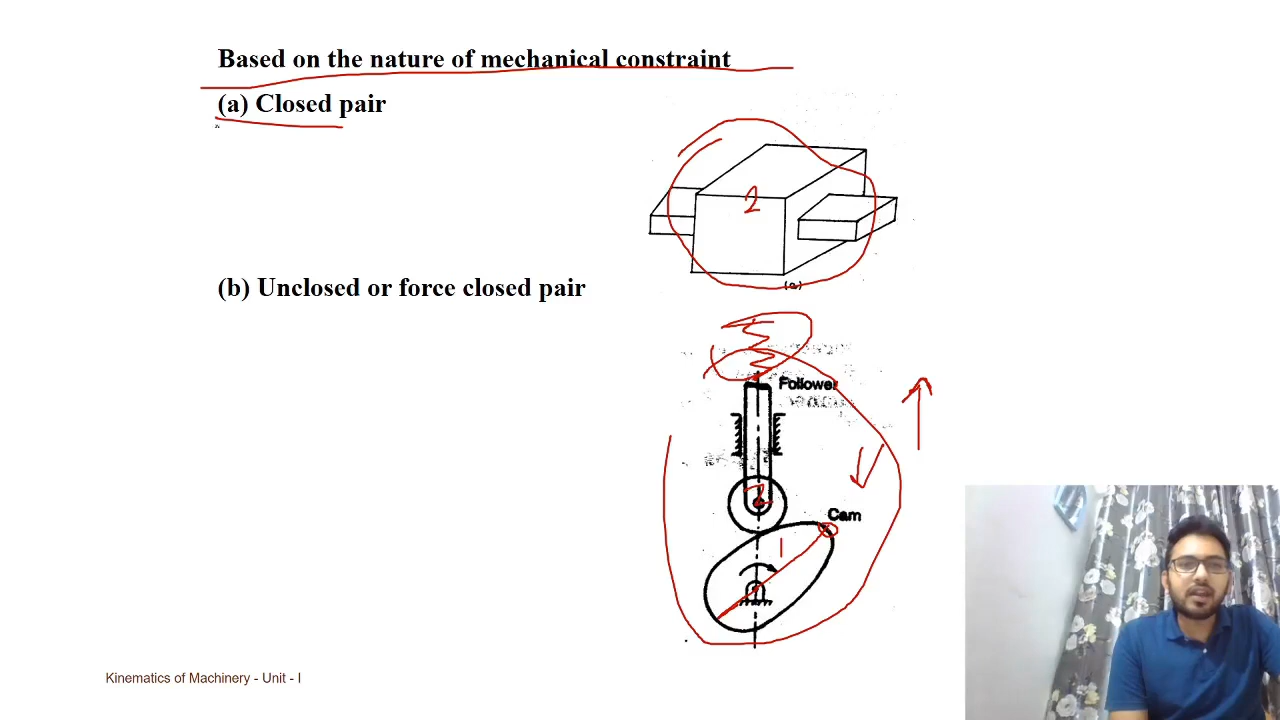 Based on the nature of mechanical constraint
(a) Closed pair
2
(a)
(b) Unclosed or force closed pair
Follower
2
Cam
1
Kinematics of Machinery - Unit - I